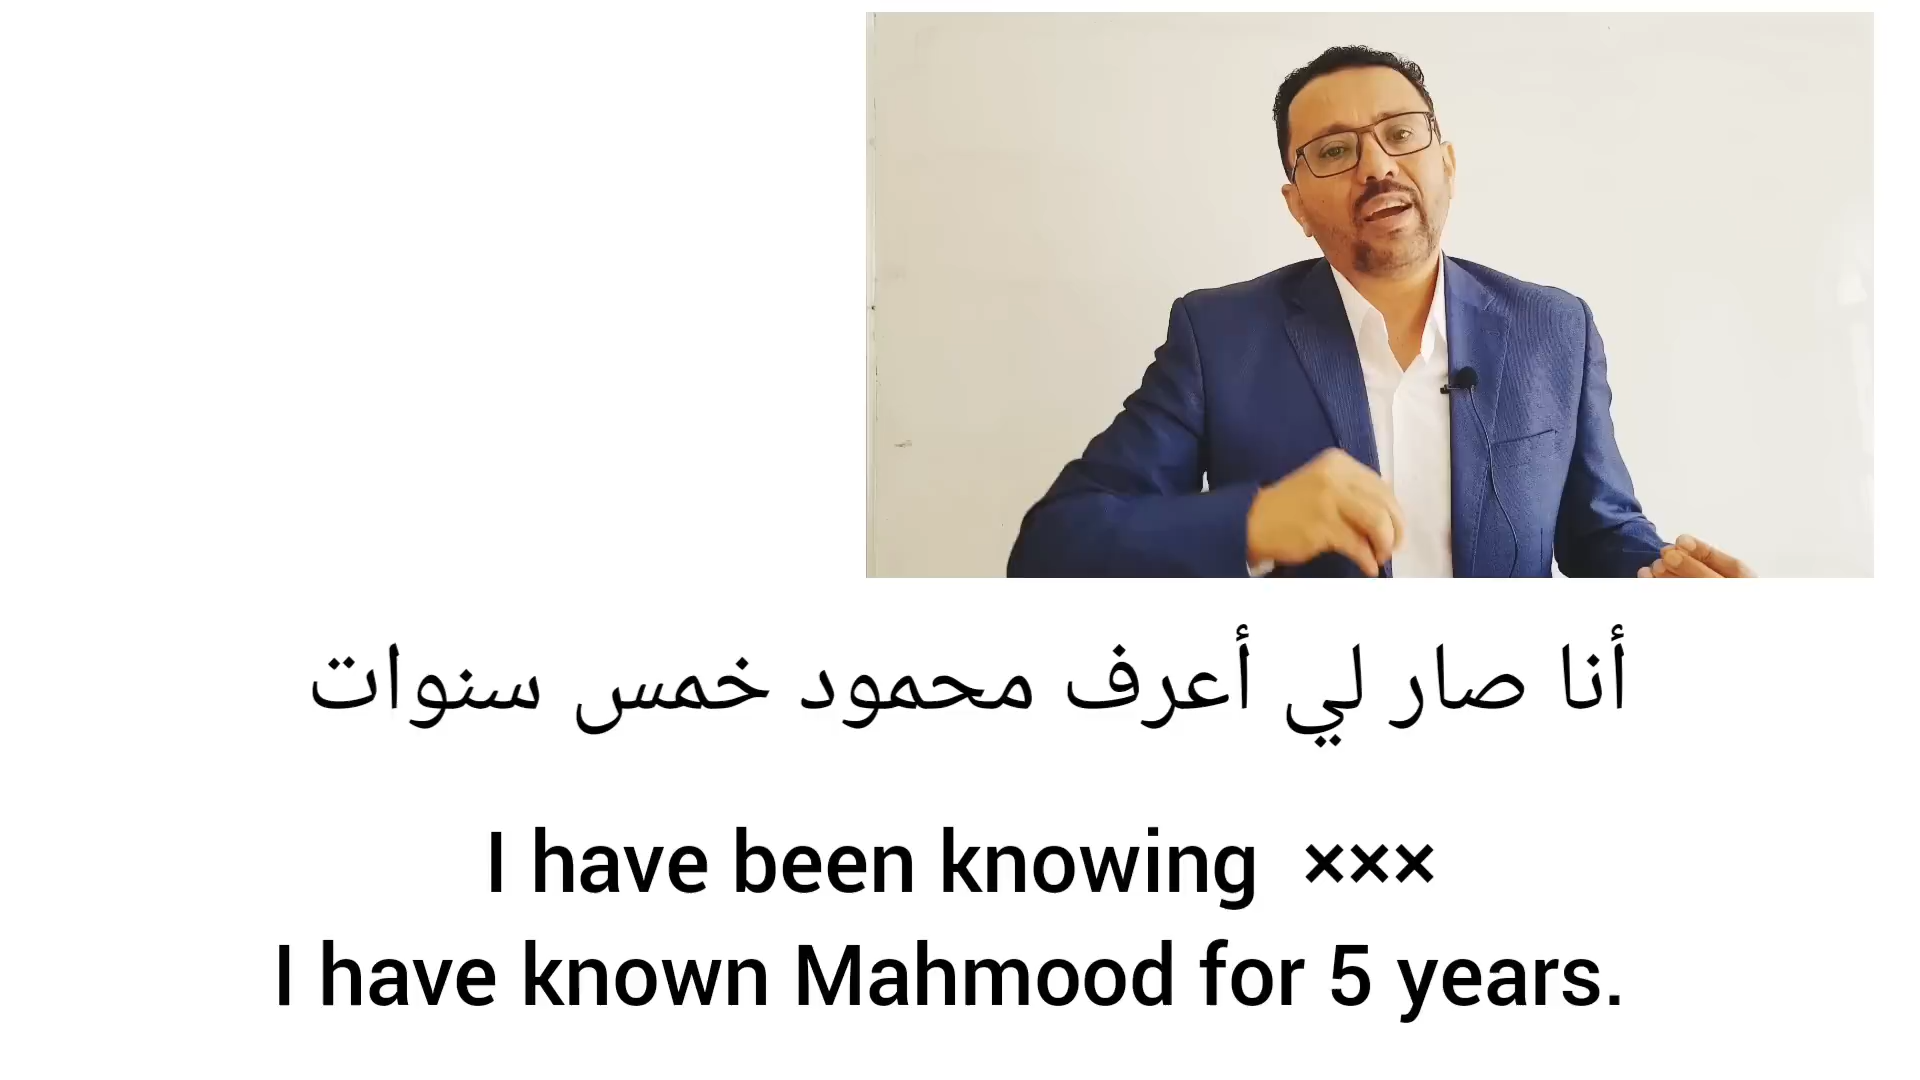 أنا صار لي أعرف محمود خمس سنوات
I have been knowing ×××
I have known Mahmood for 5 years.